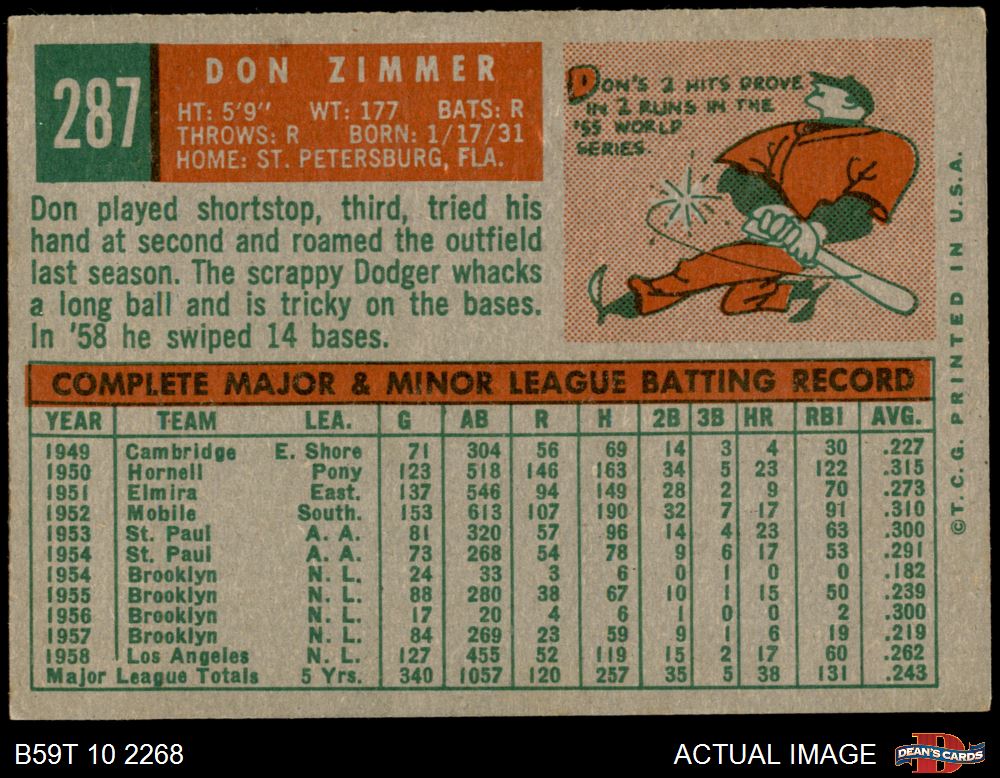 287
DON ZIMMER
HT: 5'9" WT: 177 BATS: R
THROWS: R BORN: 1/17/31
HOME: ST. PETERSBURG, FLA.
DON'S 2 HITS DROVE
IN 2 RUNS IN THE
'55 WORLD
SERIES.
Don played shortstop, third, tried his
hand at second and roamed the outfield
last season. The scrappy Dodger whacks
a long ball and is tricky on the bases.
In '58 he swiped 14 bases.
COMPLETE MAJOR & MINOR LEAGUE BATTING RECORD
YEAR TEAM LEA. G AB R H 2B 3B HR RBI AVG.
1949 Cambridge E. Shore 71 304 56 69 14 3 4 30 .227
1950 Hornell Pony 123 518 146 163 34 5 23 122 .315
1951 Elmira East. 137 546 94 149 28 2 9 70 .273
1952 Mobile South. 153 613 107 190 32 7 17 91 .310
1953 St. Paul A. A. 81 320 57 96 14 4 23 63 .300
1954 St. Paul A. A. 73 268 54 78 9 6 17 53 .291
1954 Brooklyn N. L. 24 33 3 6 0 1 0 0 .182
1955 Brooklyn N. L. 88 280 38 67 10 1 15 50 .239
1956 Brooklyn N. L. 17 20 4 6 1 0 0 2 .300
1957 Brooklyn N. L. 84 269 23 59 9 1 6 19 .219
1958 Los Angeles N. L. 127 455 52 119 15 2 17 60 .262
Major League Totals 5 Yrs. 340 1057 120 257 35 5 38 131 .243
©T. C. G. PRINTED IN U.S.A.
B59T 10 2268
ACTUAL IMAGE
D
DEAN'S CARDS